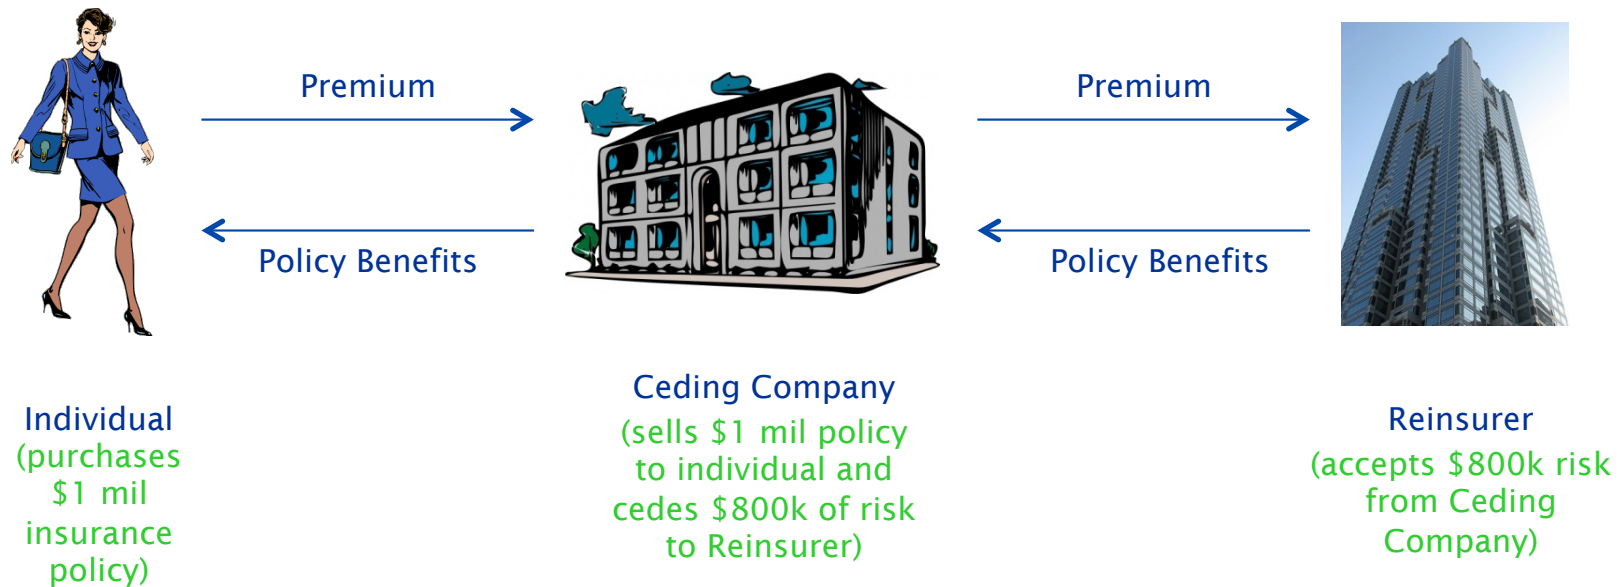 Premium
Premium
Policy Benefits
Policy Benefits
Individual
(purchases
$1 mil
insurance
policy)
Ceding Company
(sells $1 mil policy
to individual and
cedes $800k of risk
to Reinsurer)
Reinsurer
(accepts $800k risk
from Ceding
Company)